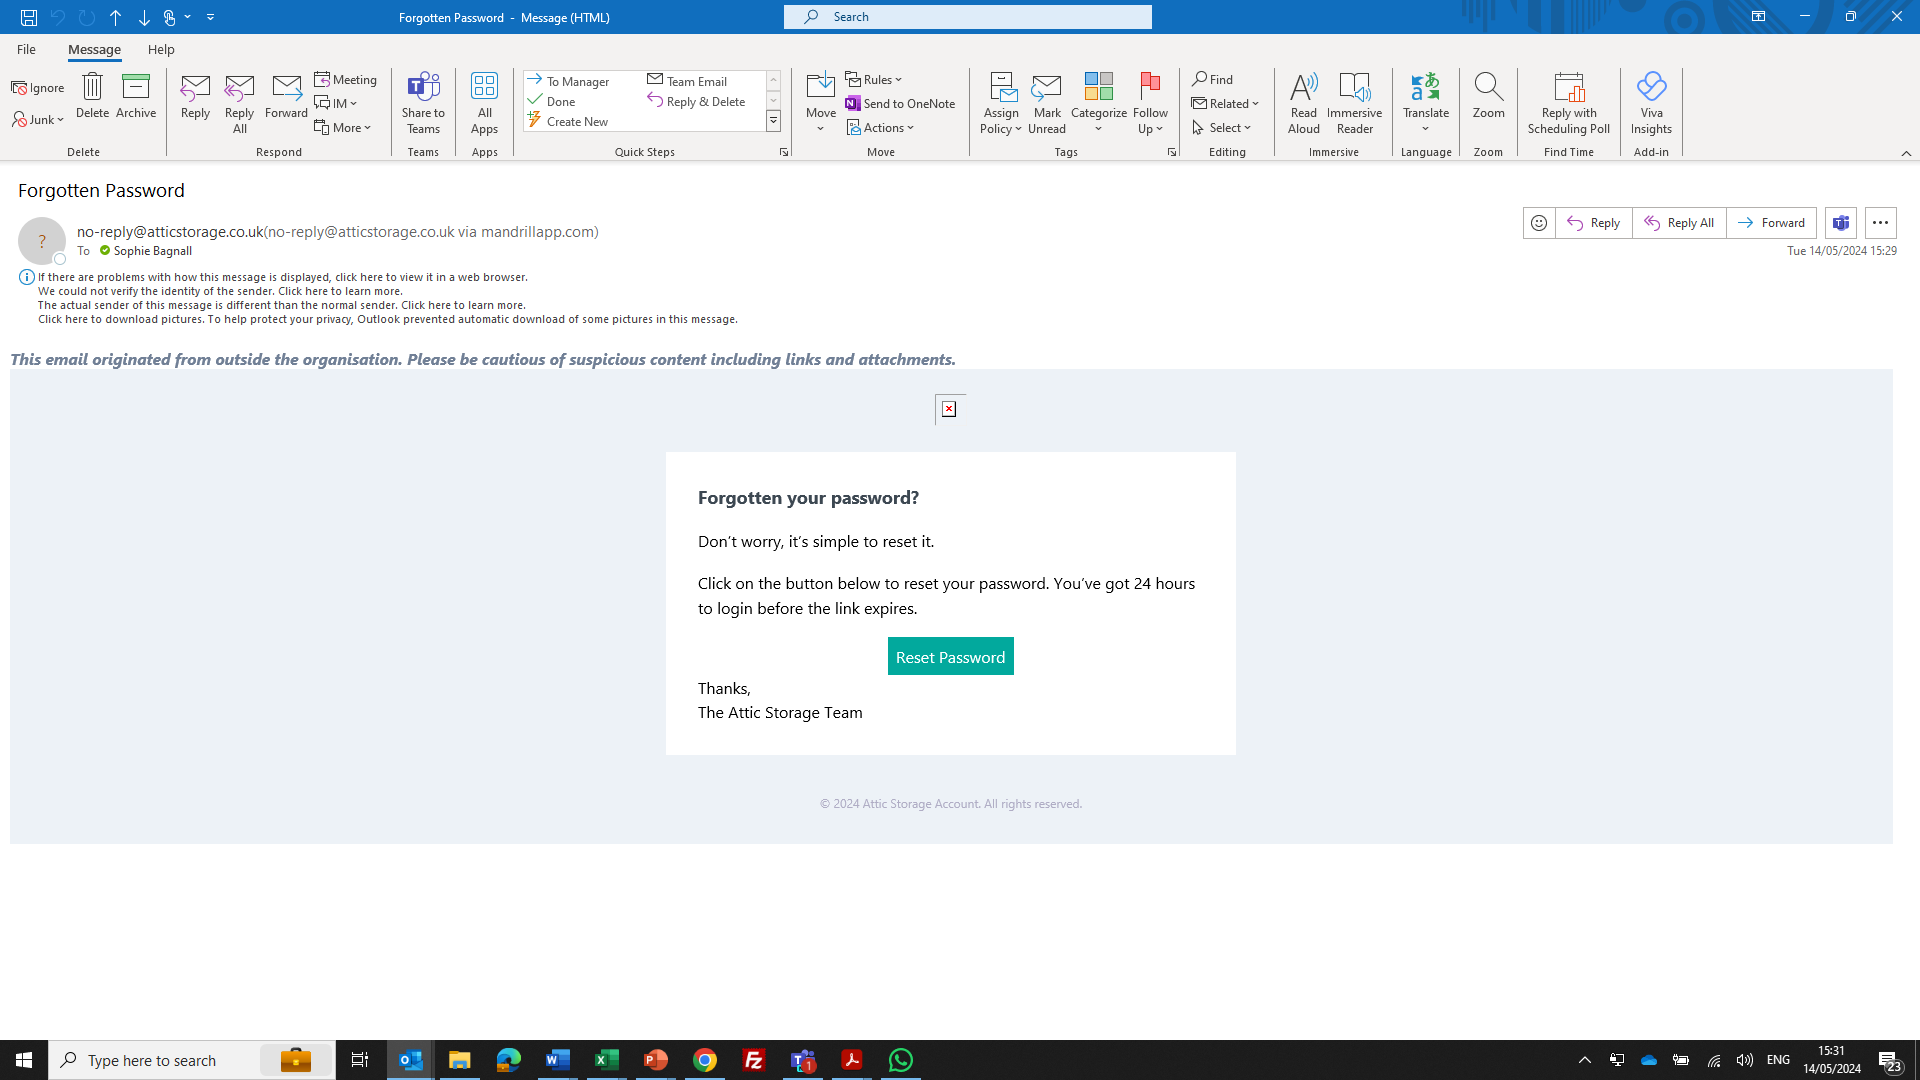 Forgotten Password - Message (HTML)
Search
File
Message
Help
Ignore
Junk
Delete
Archive
Delete
Reply
Reply All
Forward
Meeting
IM
More
Respond
Share to Teams
Teams
All Apps
Apps
To Manager
Team Email
Done
Reply & Delete
Create New
Quick Steps
Move
Rules
Send to OneNote
Actions
Move
Assign Policy
Mark Unread
Categorize
Follow Up
Tags
Find
Related
Select
Editing
Read Aloud
Immersive Reader
Immersive
Translate
Language
Zoom
Zoom
Reply with Scheduling Poll
Find Time
Viva Insights
Add-in
Forgotten Password
?
no-reply@atticstorage.co.uk(no-reply@atticstorage.co.uk via mandrillapp.com)
To Sophie Bagnall
Reply
Reply All
Forward
Tue 14/05/2024 15:29
If there are problems with how this message is displayed, click here to view it in a web browser.
We could not verify the identity of the sender. Click here to learn more.
The actual sender of this message is different than the normal sender. Click here to learn more.
Click here to download pictures. To help protect your privacy, Outlook prevented automatic download of some pictures in this message.
This email originated from outside the organisation. Please be cautious of suspicious content including links and attachments.
Forgotten your password?
Don't worry, it's simple to reset it.
Click on the button below to reset your password. You've got 24 hours
to login before the link expires.
Reset Password
Thanks,
The Attic Storage Team
© 2024 Attic Storage Account. All rights reserved.
Type here to search
1
ENG
15:31
14/05/2024
23